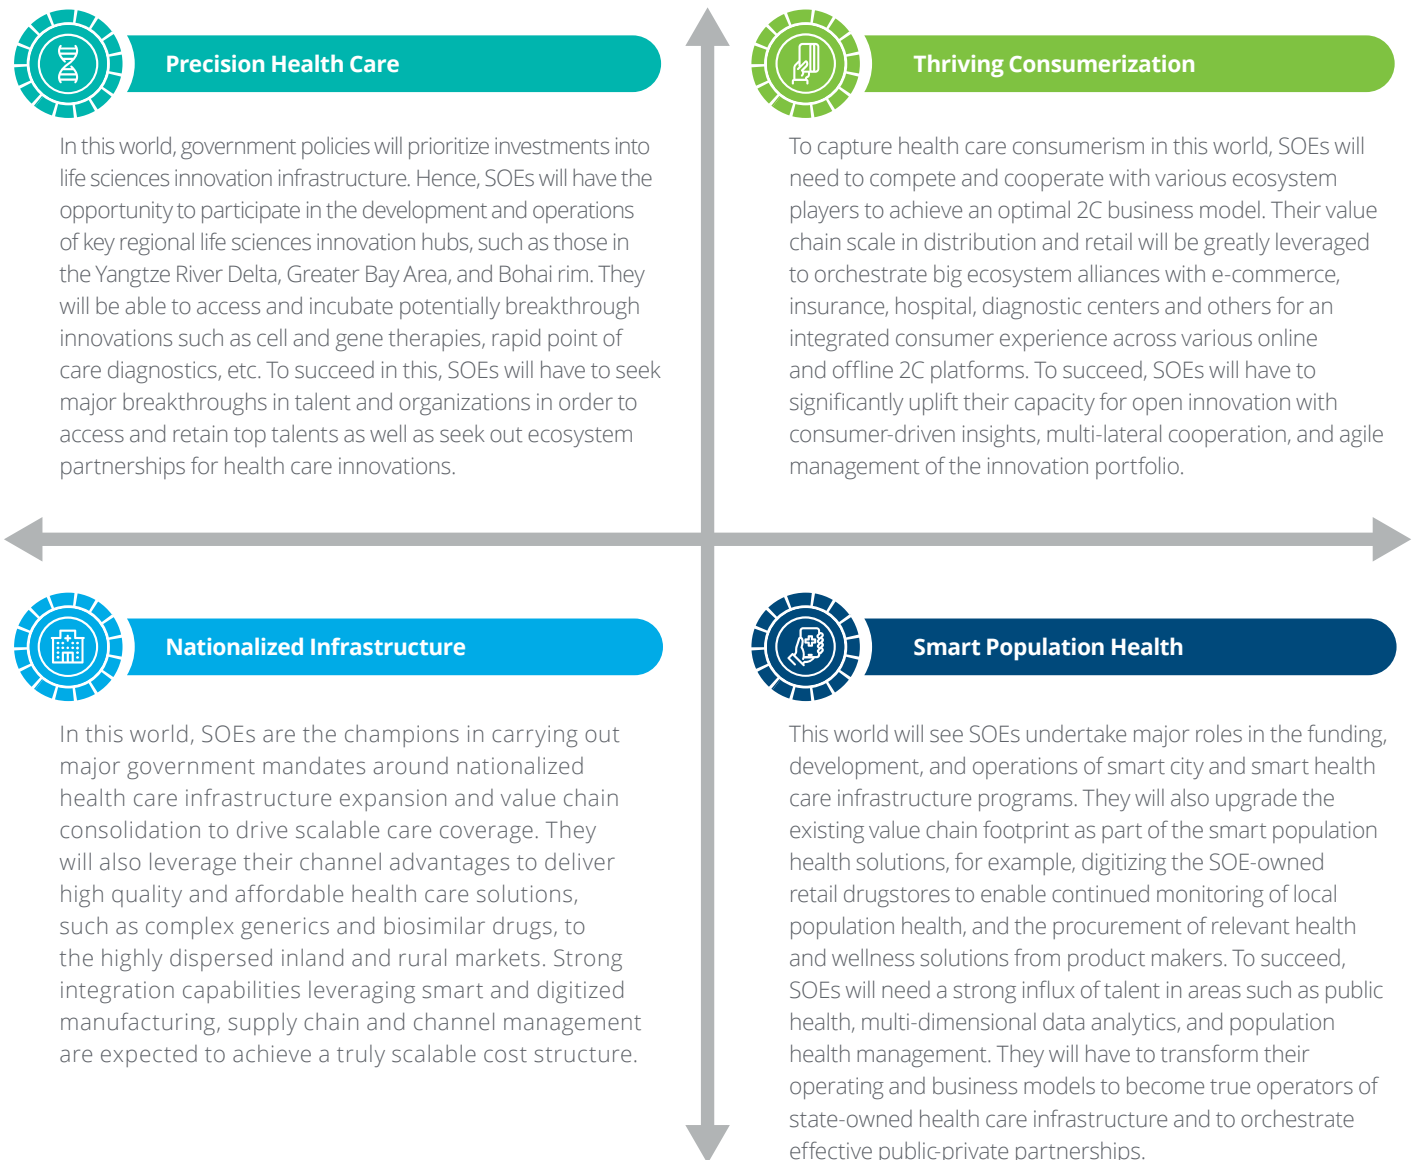 Precision Health Care
In this world, government policies will prioritize investments into
life sciences innovation infrastructure. Hence, SOEs will have the
opportunity to participate in the development and operations
of key regional life sciences innovation hubs, such as those in
the Yangtze River Delta, Greater Bay Area, and Bohai rim. They
will be able to access and incubate potentially breakthrough
innovations such as cell and gene therapies, rapid point of
care diagnostics, etc. To succeed in this, SOEs will have to seek
major breakthroughs in talent and organizations in order to
access and retain top talents as well as seek out ecosystem
partnerships for health care innovations.
Thriving Consumerization
To capture health care consumerism in this world, SOEs will
need to compete and cooperate with various ecosystem
players to achieve an optimal 2C business model. Their value
chain scale in distribution and retail will be greatly leveraged
to orchestrate big ecosystem alliances with e-commerce,
insurance, hospital, diagnostic centers and others for an
integrated consumer experience across various online
and offline 2C platforms. To succeed, SOEs will have to
significantly uplift their capacity for open innovation with
consumer-driven insights, multi-lateral cooperation, and agile
management of the innovation portfolio.
Nationalized Infrastructure
In this world, SOEs are the champions in carrying out
major government mandates around nationalized
health care infrastructure expansion and value chain
consolidation to drive scalable care coverage. They
will also leverage their channel advantages to deliver
high quality and affordable health care solutions,
such as complex generics and biosimilar drugs, to
the highly dispersed inland and rural markets. Strong
integration capabilities leveraging smart and digitized
manufacturing, supply chain and channel management
are expected to achieve a truly scalable cost structure.
Smart Population Health
This world will see SOEs undertake major roles in the funding,
development, and operations of smart city and smart health
care infrastructure programs. They will also upgrade the
existing value chain footprint as part of the smart population
health solutions, for example, digitizing the SOE-owned
retail drugstores to enable continued monitoring of local
population health, and the procurement of relevant health
and wellness solutions from product makers. To succeed,
SOEs will need a strong influx of talent in areas such as public
health, multi-dimensional data analytics, and population
health management. They will have to transform their
operating and business models to become true operators of
state-owned health care infrastructure and to orchestrate
effective public-private partnerships.